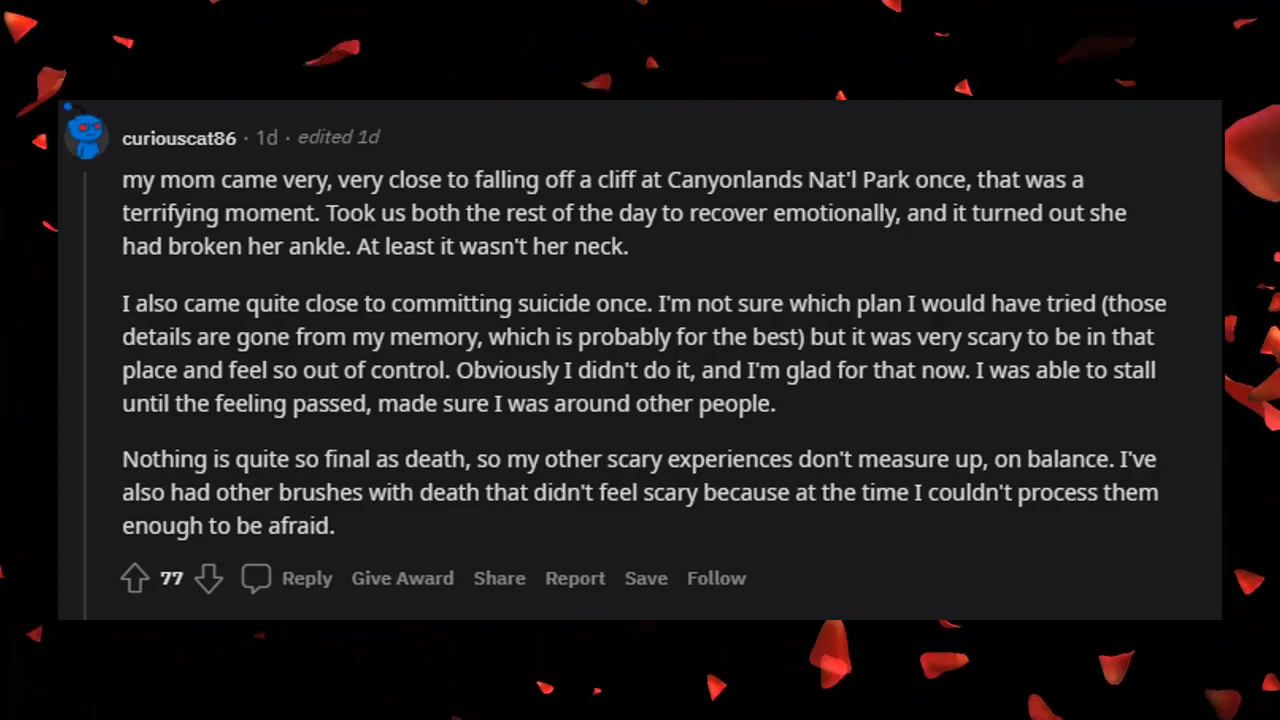 curiouscat86 · 1d · edited 1d
my mom came very, very close to falling off a cliff at Canyonlands Nat'l Park once, that was a
terrifying moment. Took us both the rest of the day to recover emotionally, and it turned out she
had broken her ankle. At least it wasn't her neck.
I also came quite close to committing suicide once. I'm not sure which plan I would have tried (those
details are gone from my memory, which is probably for the best) but it was very scary to be in that
place and feel so out of control. Obviously I didn't do it, and I'm glad for that now. I was able to stall
until the feeling passed, made sure I was around other people.
Nothing is quite so final as death, so my other scary experiences don't measure up, on balance. I've
also had other brushes with death that didn't feel scary because at the time I couldn't process them
enough to be afraid.
77 Reply Give Award Share Report Save Follow